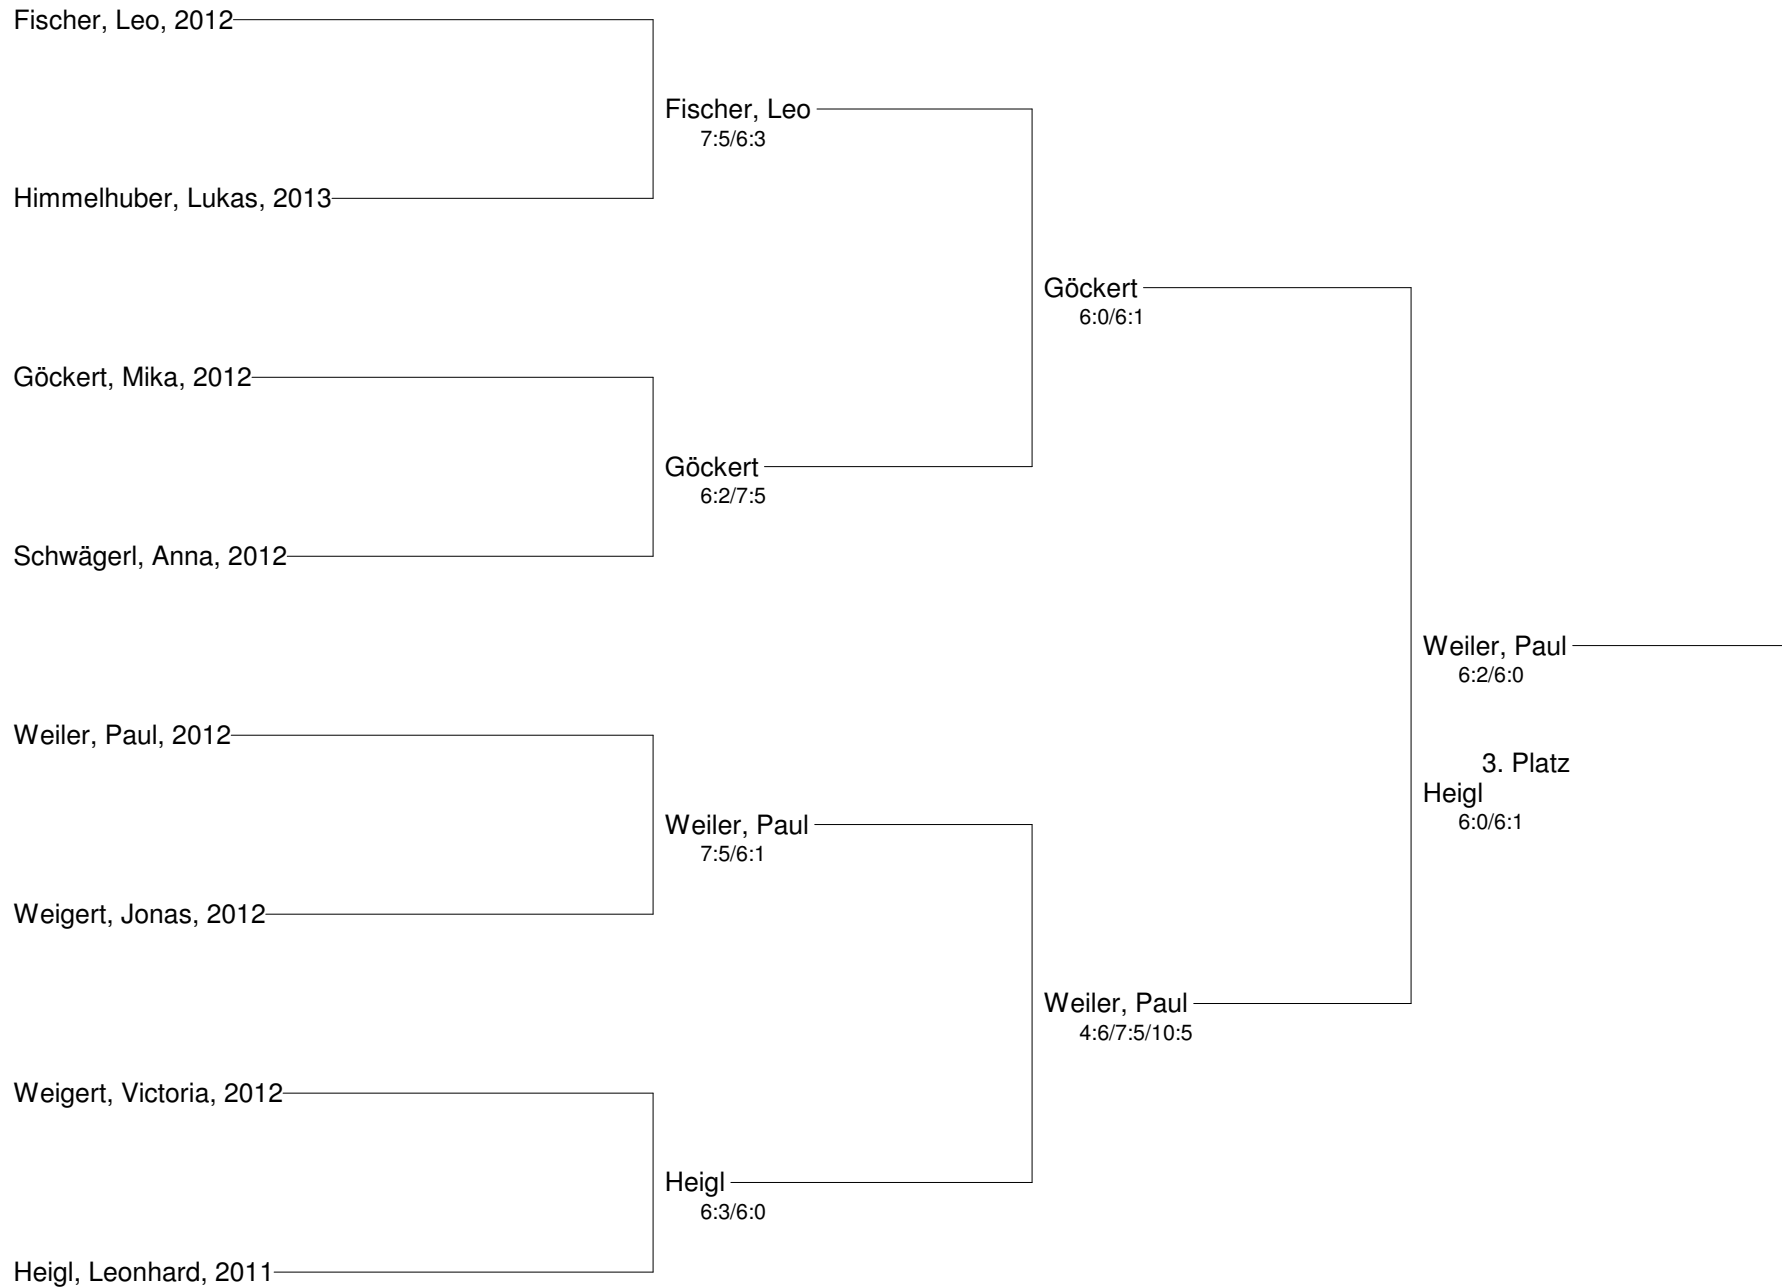 Fischer, Leo, 2012
Fischer, Leo
7:5/6:3
Himmelhuber, Lukas, 2013
Göckert
6:0/6:1
Göckert, Mika, 2012
Göckert
6:2/7:5
Schwägerl, Anna, 2012
Weiler, Paul
6:2/6:0
Weiler, Paul, 2012
3. Platz
Heigl
6:0/6:1
Weiler, Paul
7:5/6:1
Weigert, Jonas, 2012
Weiler, Paul
4:6/7:5/10:5
Weigert, Victoria, 2012
Heigl
6:3/6:0
Heigl, Leonhard, 2011